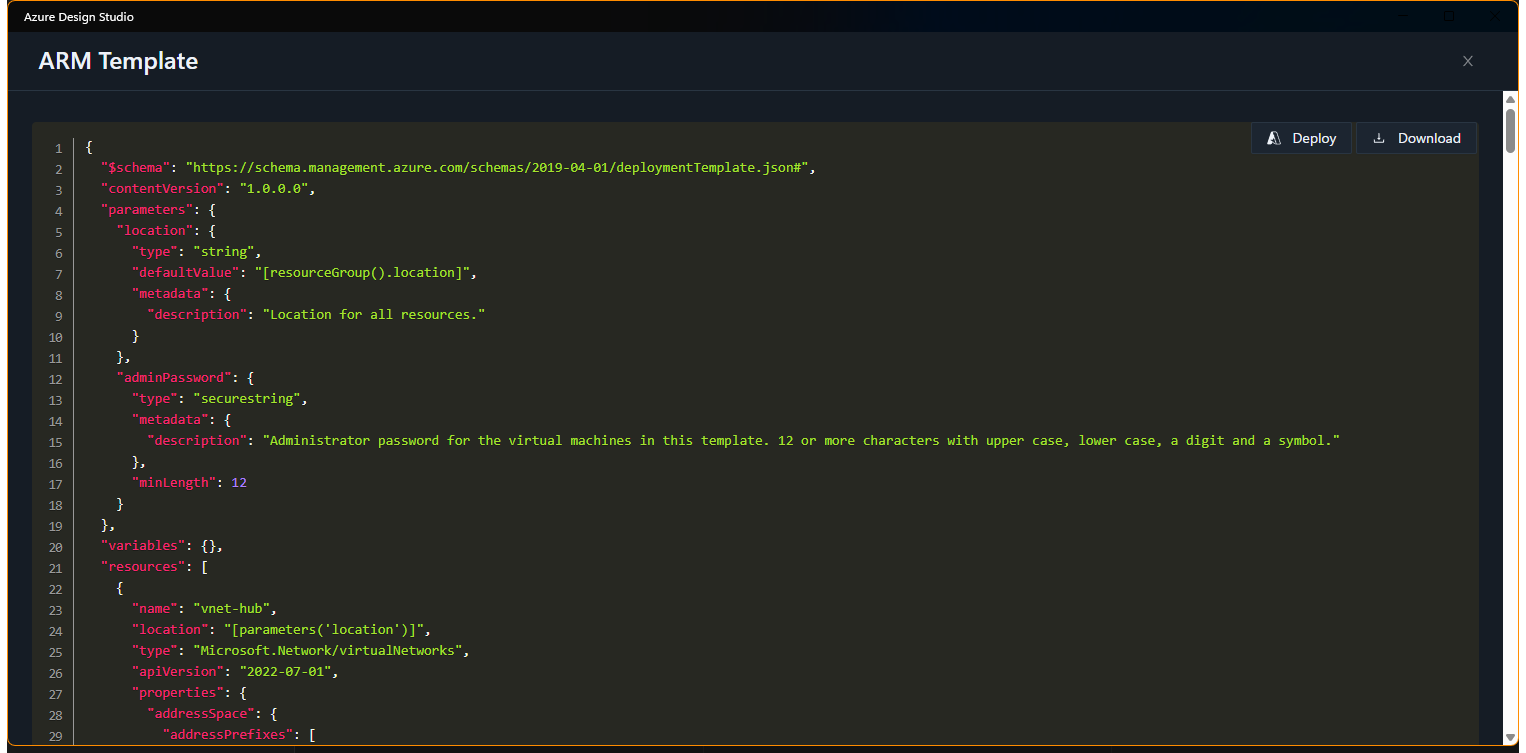 Azure Design Studio
ARM Template
Deploy
Download
1 {
2 "$schema": "https://schema.management.azure.com/schemas/2019-04-01/deploymentTemplate.json#",
3 "contentVersion": "1.0.0.0",
4 "parameters": {
5 "location": {
6 "type": "string",
7 "defaultValue": "[resourceGroup().location]",
8 "metadata": {
9 "description": "Location for all resources."
10 }
11 },
12 "adminPassword": {
13 "type": "securestring",
14 "metadata": {
15 "description": "Administrator password for the virtual machines in this template. 12 or more characters with upper case, lower case, a digit and a symbol."
16 },
17 "minLength": 12
18 }
19 },
20 "variables": {},
21 "resources": [
22 {
23 "name": "vnet-hub",
24 "location": "[parameters('location')]",
25 "type": "Microsoft.Network/virtualNetworks",
26 "apiVersion": "2022-07-01",
27 "properties": {
28 "addressSpace": {
29 "addressPrefixes": [